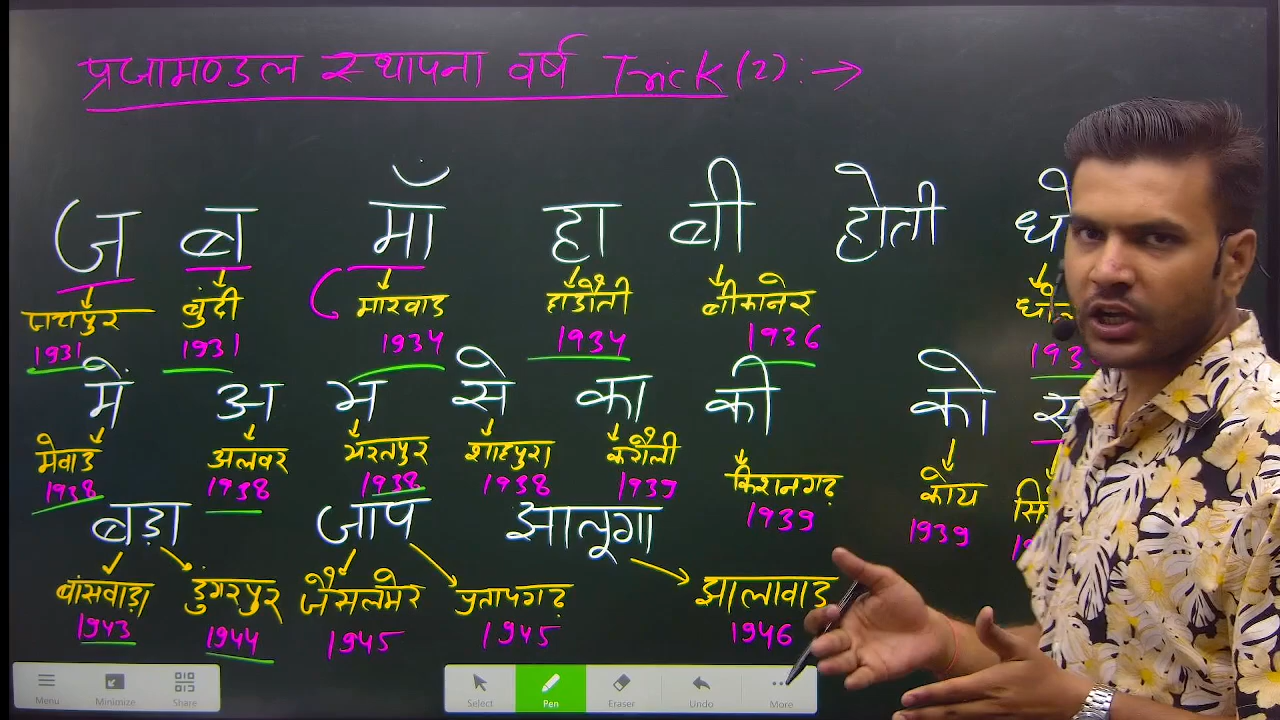 प्रजामण्डल स्थापना वर्ष Trick (2) :→
ज ब माँ हा बी होती
जयपुर बुंदी मारवाड हाडौती बीकानेर
1931 1931 1934 1934 1936
में अ भ से का की को
मेवाड अलवर भरतपुर शाहपुरा करौली किशनगढ़
1938 1938 1938 1938 1939 1939 1939
बड़ा जाप झालूगा
बांसवाड़ा डुंगरपुर जैसलमेर प्रतापगढ़ झालावाड
1943 1944 1945 1945 1946
Menu Minimize Share Select Pen Eraser Undo More